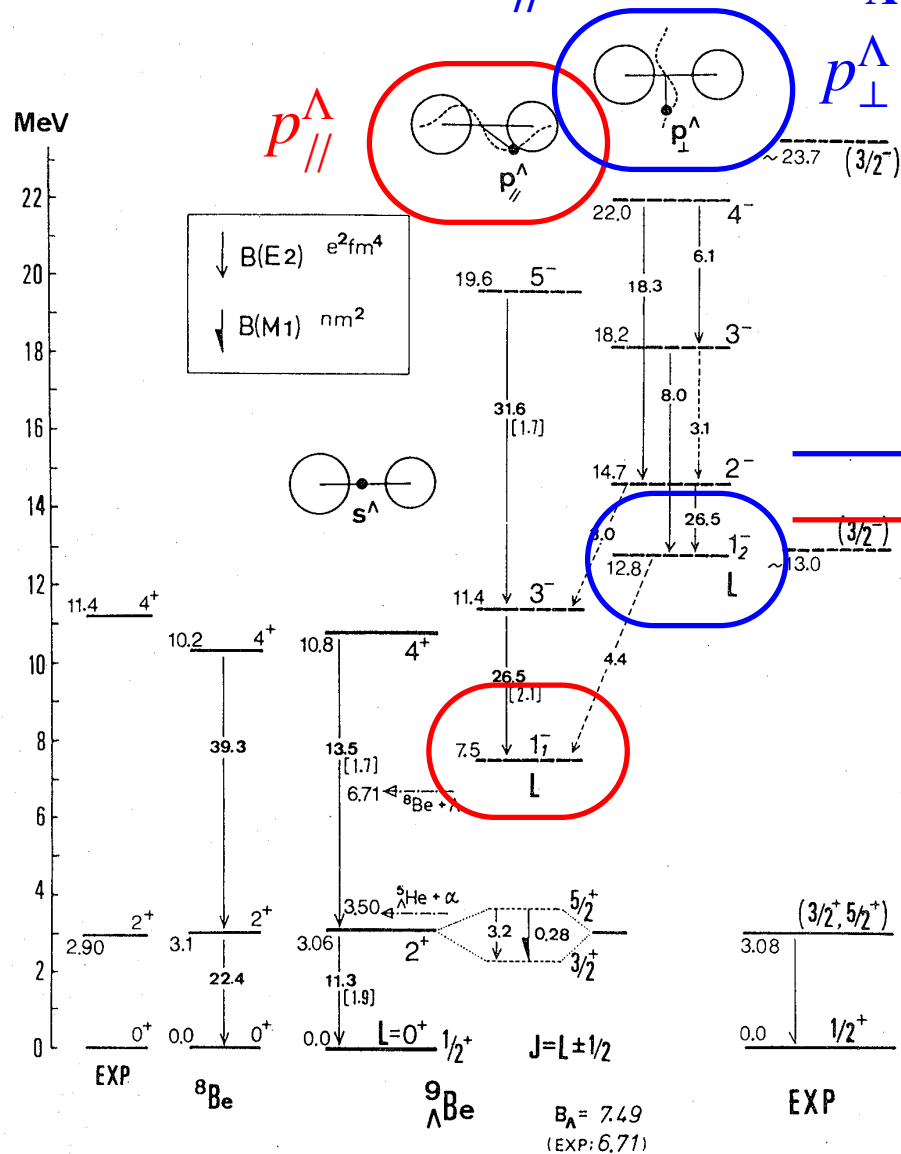 //
Λ
p Λ //
p Λ ⊥
MeV
p Λ //
p Λ ⊥
~23.7
(3/2⁻)
22
20
18
16
14
12
10
8
6
4
2
0
B(E2) e²fm⁴
B(M1) nm²
s Λ
11.4 4⁺
2.90 2⁺
0⁺
EXP
10.2 4⁺
39.3
3.1 2⁺
22.4
0.0 0⁺
⁸Be
10.8 4⁺
13.5
[1.7]
6.71 ⁸Be + Λ
3.50 ⁵ΛHe + α
3.06 2⁺
11.3
[1.9]
0.0 L=0⁺ 1/2⁺
⁹ΛBe
5/2⁺
3.2 0.28
3/2⁺
J=L±1/2
BΛ = 7.49
(EXP; 6.71)
19.6 5⁻
31.6
[1.7]
11.4 3⁻
26.5
[2.1]
7.5 1₁⁻
L
22.0 4⁻
6.1
18.3
18.2 3⁻
8.0
3.1
14.7 2⁻
26.5
3.0
12.8 1₂⁻
L
4.4
(3/2⁻)
~13.0
(3/2⁺, 5/2⁺)
3.08
0.0 1/2⁺
EXP